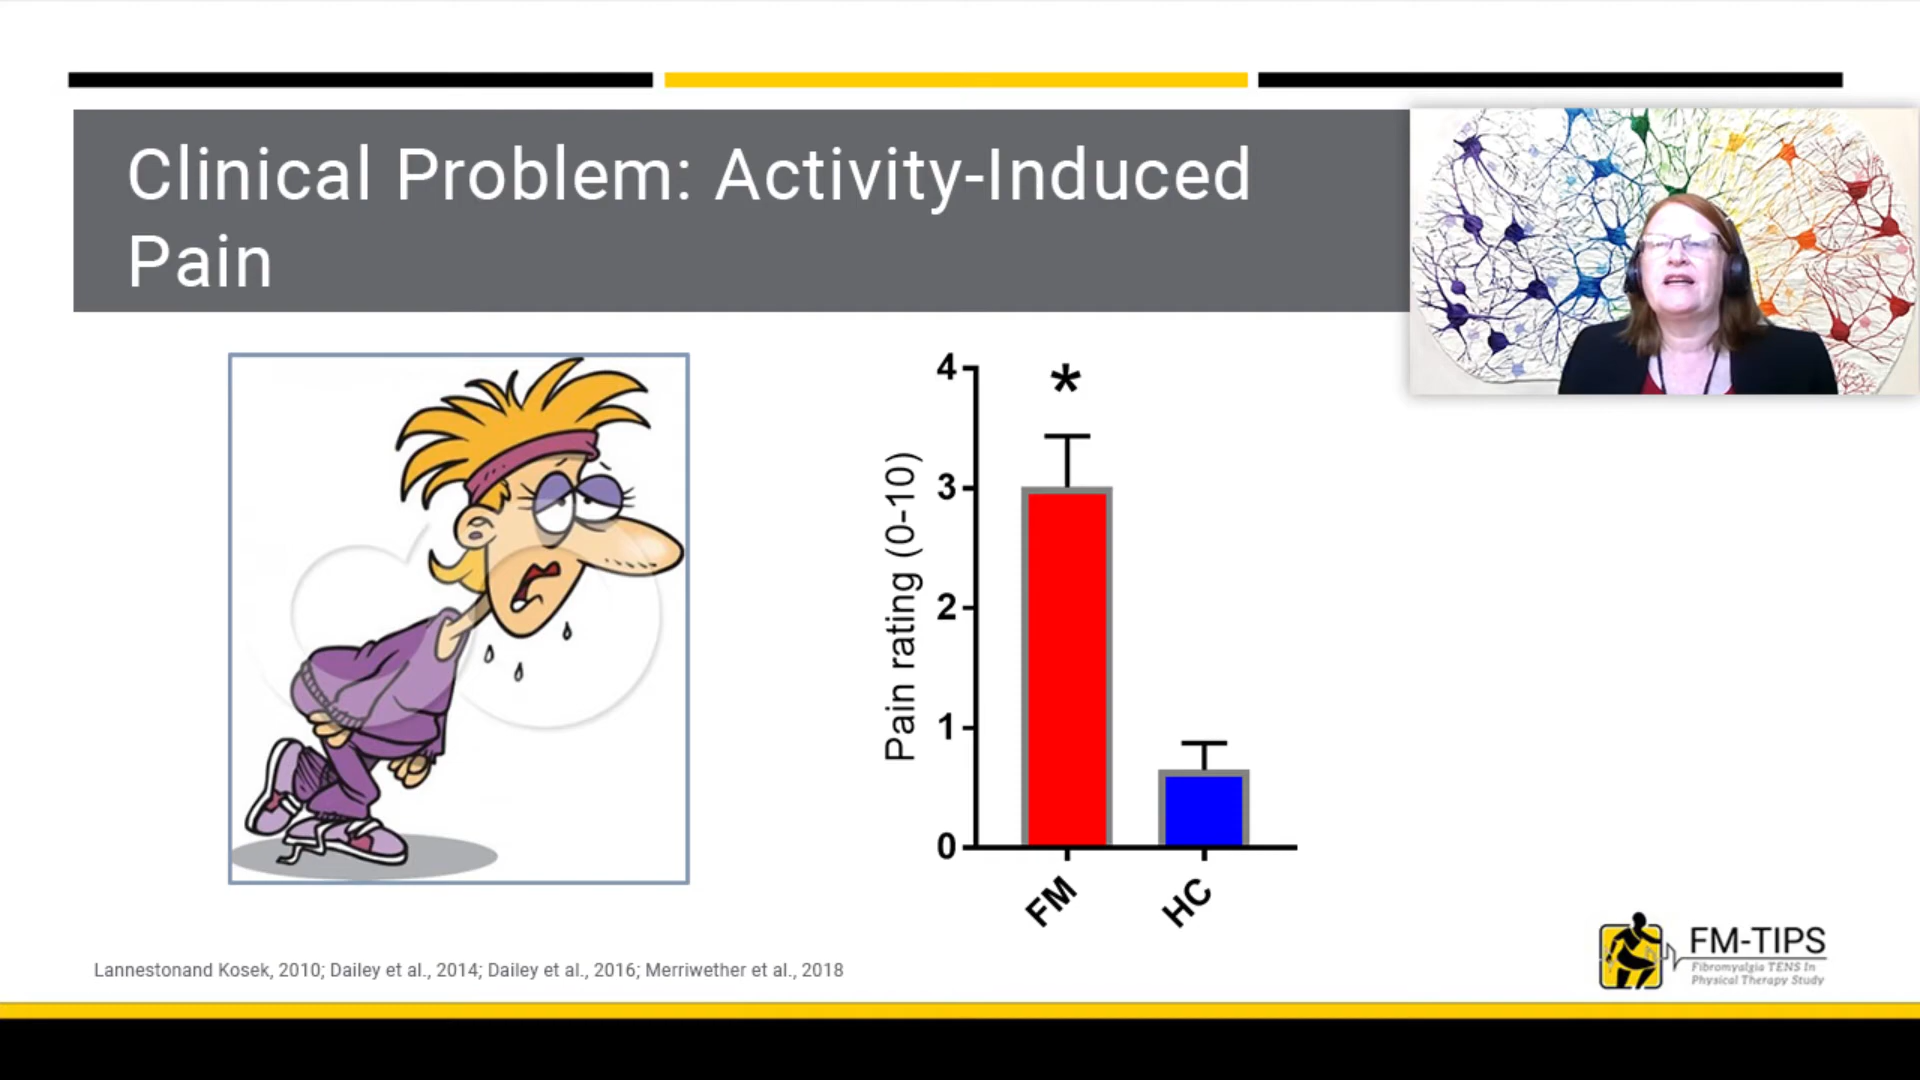 Clinical Problem: Activity-Induced
Pain
4
*
3
2
1
0
Pain rating (0-10)
FM
HC
Lannestonand Kosek, 2010; Dailey et al., 2014; Dailey et al., 2016; Merriwether et al., 2018
FM-TIPS
Fibromyalgia TENS In
Physical Therapy Study